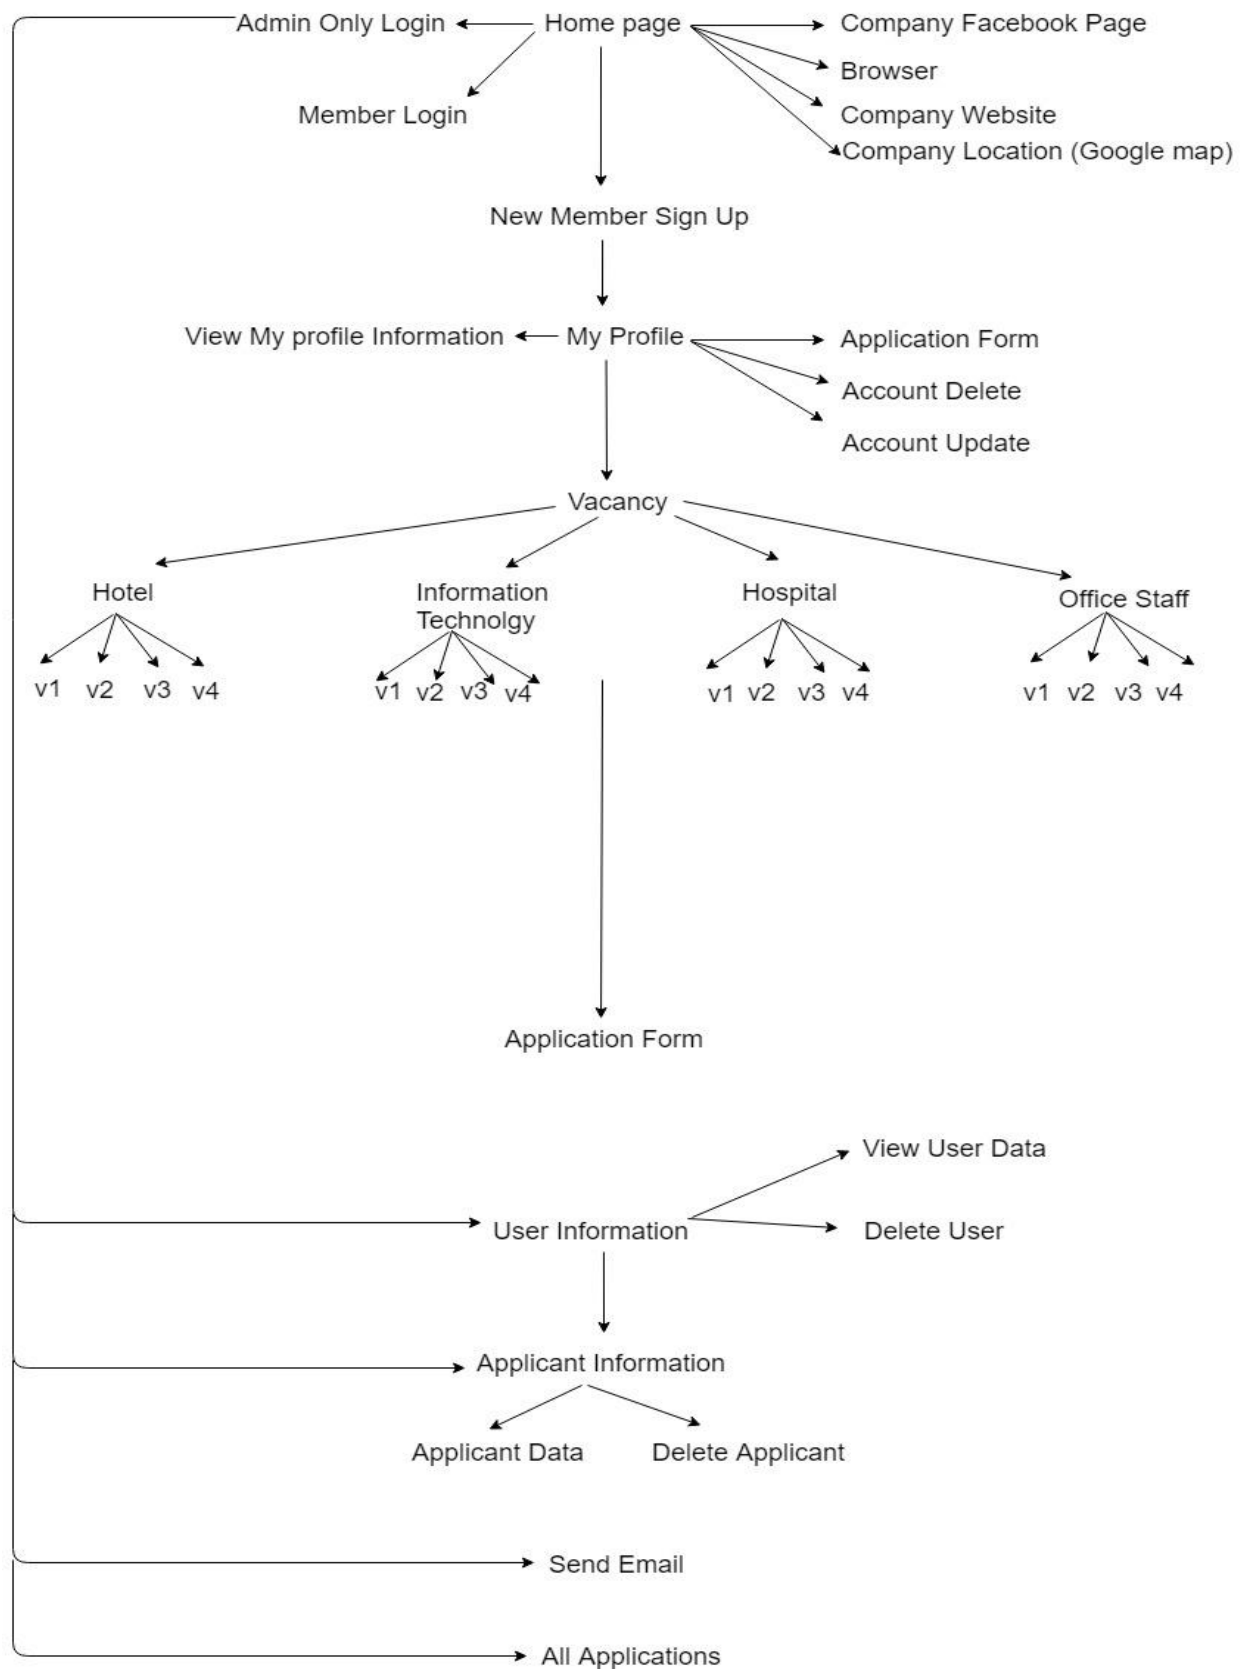 Admin Only Login
Home page
Company Facebook Page
Browser
Member Login
Company Website
Company Location (Google map)
New Member Sign Up
View My profile Information
My Profile
Application Form
Account Delete
Account Update
Vacancy
Hotel
Information
Technolgy
Hospital
Office Staff
v1 v2 v3 v4
v1 v2 v3 v4
v1 v2 v3 v4
v1 v2 v3 v4
Application Form
View User Data
User Information
Delete User
Applicant Information
Applicant Data
Delete Applicant
Send Email
All Applications